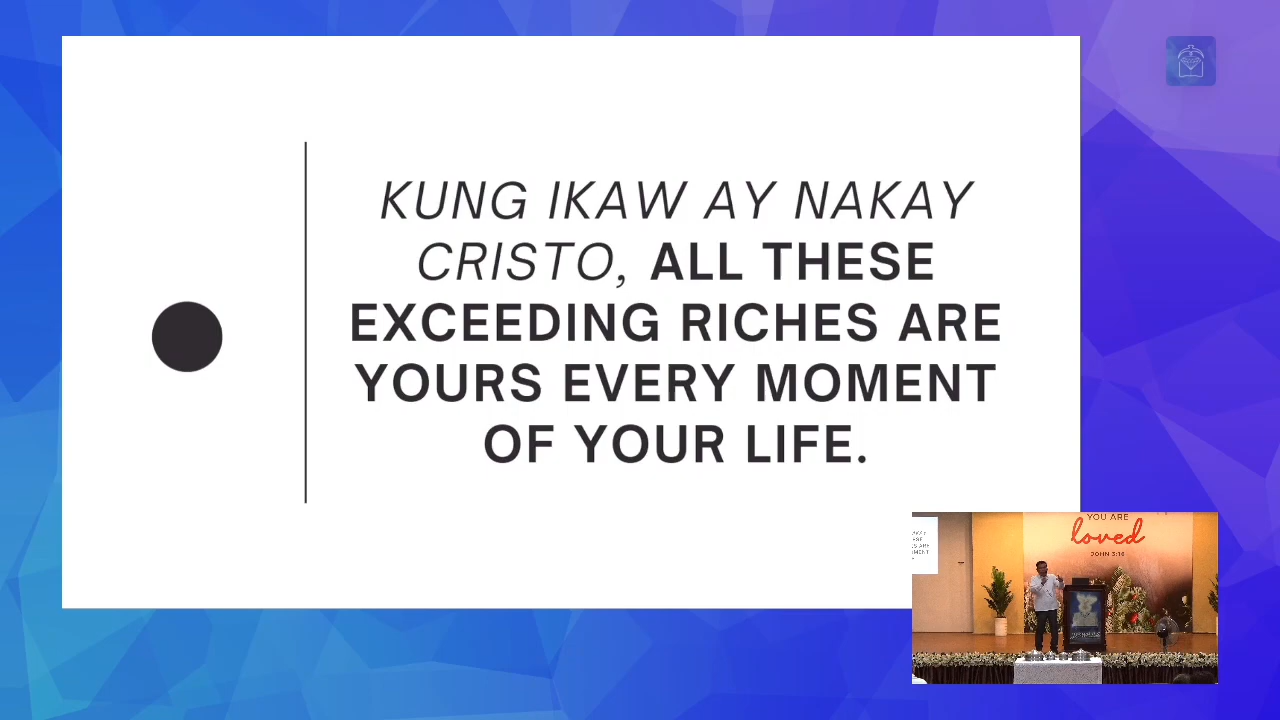 KUNG IKAW AY NAKAY
CRISTO, ALL THESE
EXCEEDING RICHES ARE
YOURS EVERY MOMENT
OF YOUR LIFE.
YOU ARE
loved
JOHN 3:16